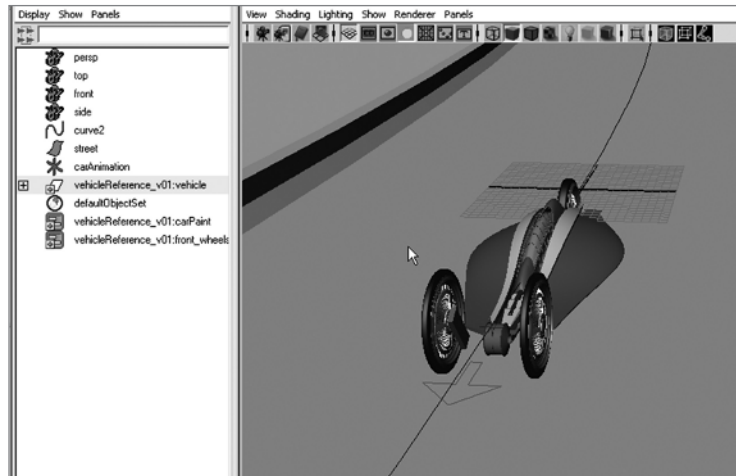 Display Show Panels
View Shading Lighting Show Renderer Panels
persp
top
front
side
curve2
street
carAnimation
vehicleReference_v01:vehicle
defaultObjectSet
vehicleReference_v01:carPaint
vehicleReference_v01:front_wheels